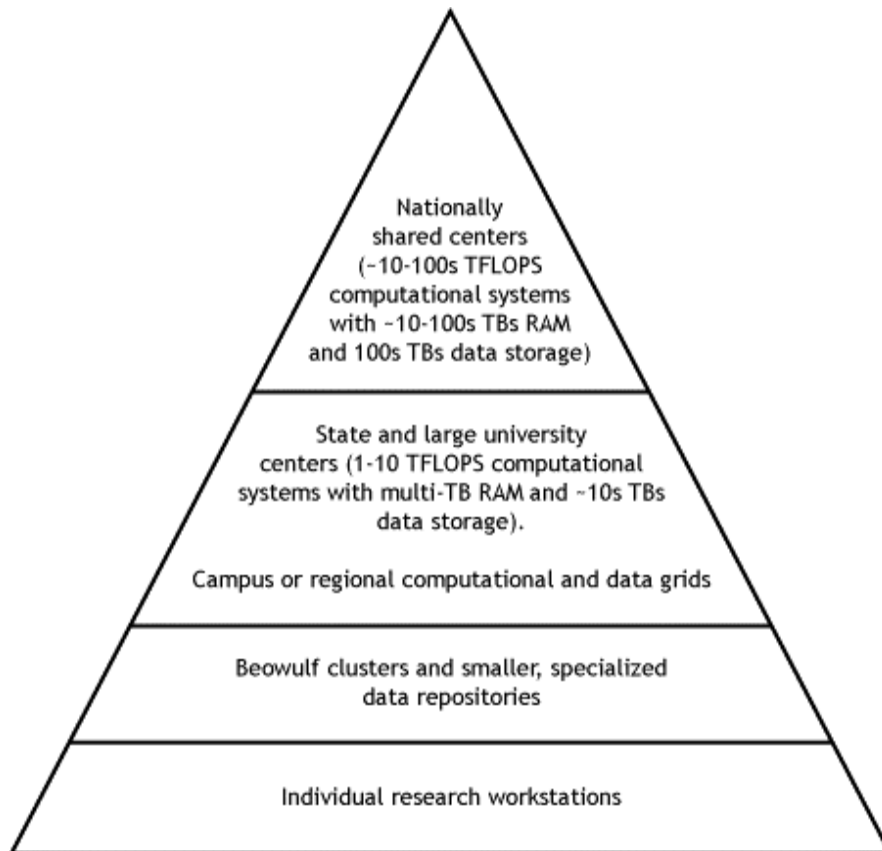 Nationally
shared centers
(~10-100s TFLOPS
computational systems
with ~10-100s TBs RAM
and 100s TBs data storage)
State and large university
centers (1-10 TFLOPS computational
systems with multi-TB RAM and ~10s TBs
data storage).
Campus or regional computational and data grids
Beowulf clusters and smaller, specialized
data repositories
Individual research workstations